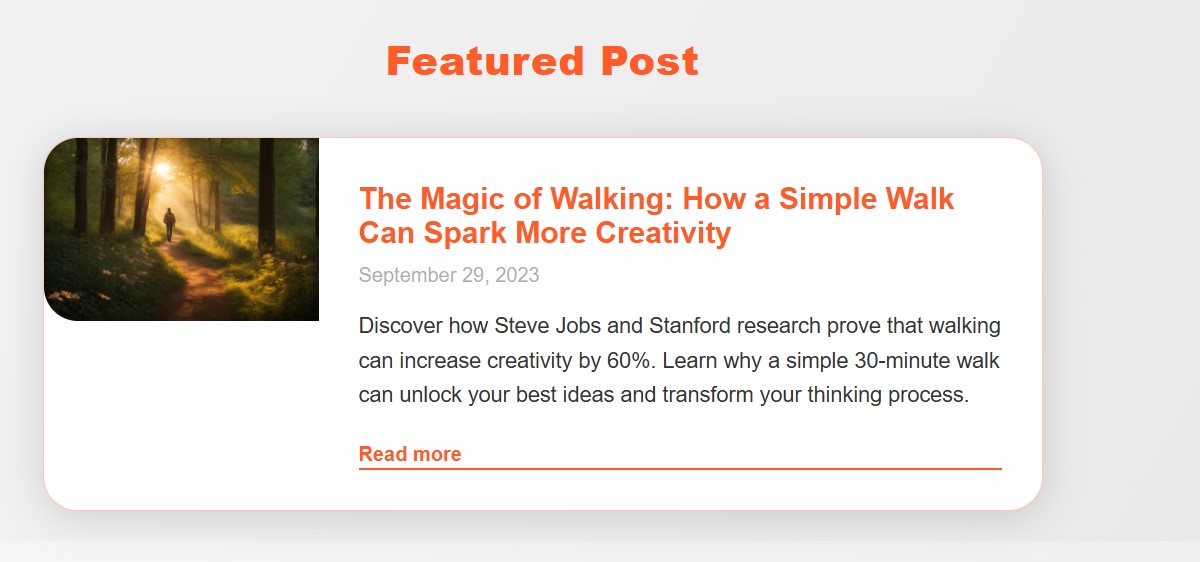 Featured Post
The Magic of Walking: How a Simple Walk
Can Spark More Creativity
September 29, 2023
Discover how Steve Jobs and Stanford research prove that walking
can increase creativity by 60%. Learn why a simple 30-minute walk
can unlock your best ideas and transform your thinking process.
Read more